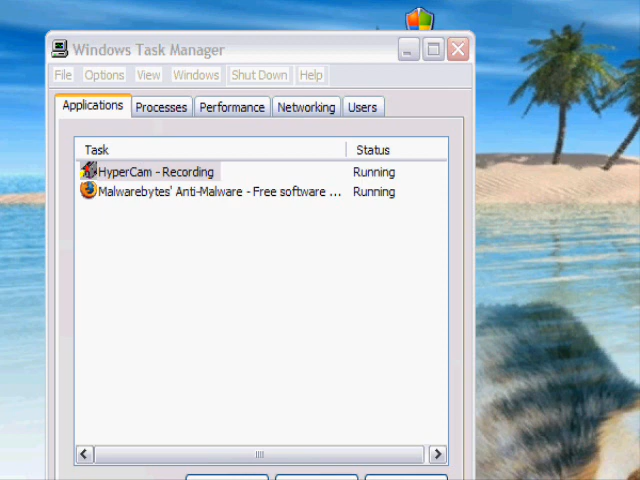 Windows Task Manager
File Options View Windows Shut Down Help
Applications Processes Performance Networking Users
Task Status
HyperCam - Recording Running
Malwarebytes' Anti-Malware - Free software ... Running